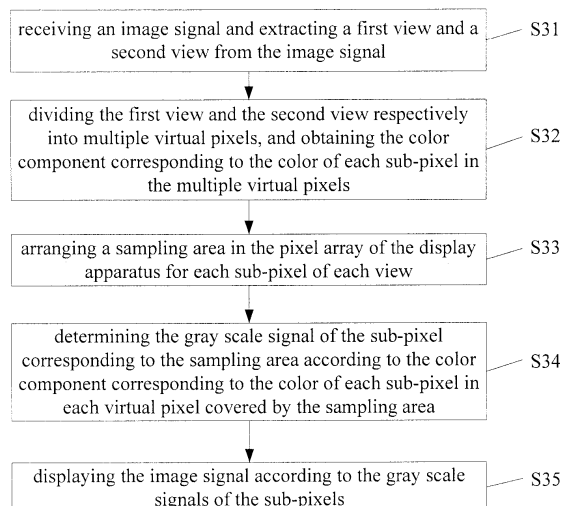 receiving an image signal and extracting a first view and a
second view from the image signal
S31
dividing the first view and the second view respectively
into multiple virtual pixels, and obtaining the color
component corresponding to the color of each sub-pixel in
the multiple virtual pixels
S32
arranging a sampling area in the pixel array of the display
apparatus for each sub-pixel of each view
S33
determining the gray scale signal of the sub-pixel
corresponding to the sampling area according to the color
component corresponding to the color of each sub-pixel in
each virtual pixel covered by the sampling area
S34
displaying the image signal according to the gray scale
signals of the sub-pixels
S35